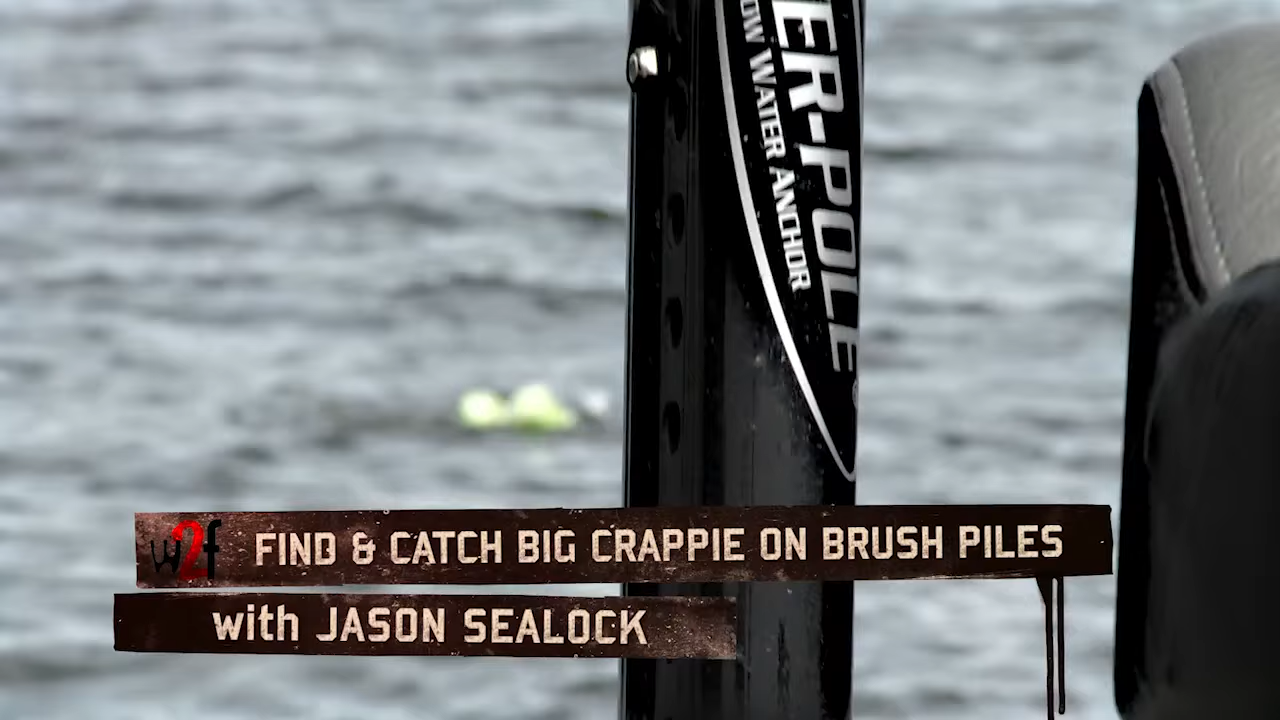 ER-POLE
OW WATER ANCHOR
w2f
FIND & CATCH BIG CRAPPIE ON BRUSH PILES
with JASON SEALOCK